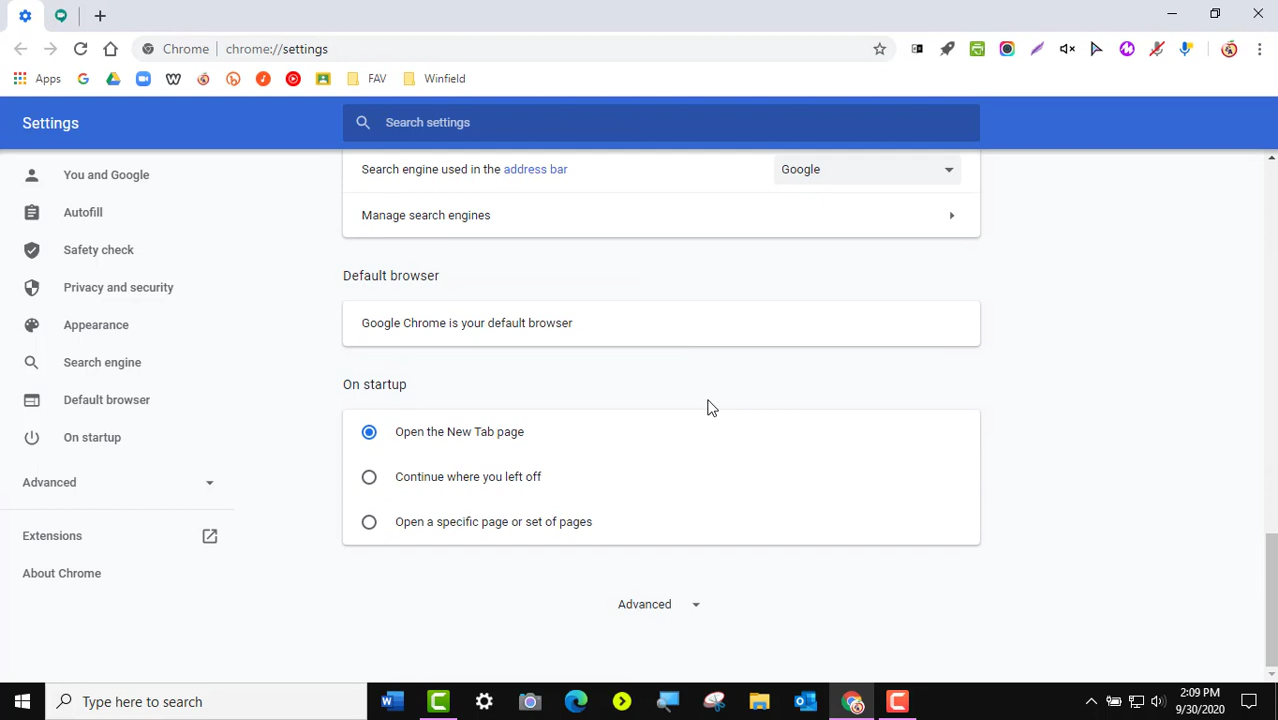 Chrome chrome://settings
Apps FAV Winfield
Settings
Search settings
You and Google
Autofill
Safety check
Privacy and security
Appearance
Search engine
Default browser
On startup
Advanced
Extensions
About Chrome
Search engine used in the address bar Google
Manage search engines
Default browser
Google Chrome is your default browser
On startup
Open the New Tab page
Continue where you left off
Open a specific page or set of pages
Advanced
Type here to search
2:09 PM
9/30/2020